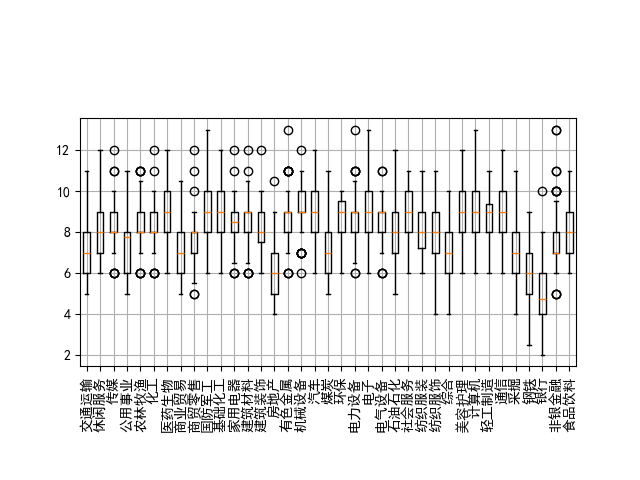 12
10
8
6
4
2
交通运输
休闲服务
传媒
公用事业
农林牧渔
化工
医药生物
商业贸易
商贸零售
国防军工
基础化工
家用电器
建筑材料
建筑装饰
房地产
有色金属
机械设备
汽车
煤炭
环保
电力设备
电子
电气设备
石油石化
社会服务
纺织服装
纺织服饰
综合
美容护理
计算机
轻工制造
通信
采掘
钢铁
银行
非银金融
食品饮料